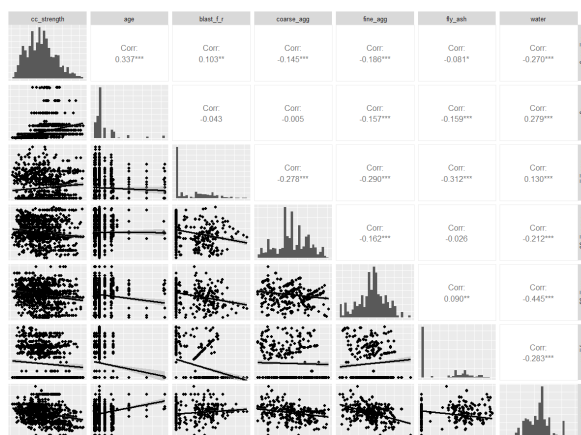 cc_strength age blast_f_r coarse_agg fine_agg fly_ash water
Corr: Corr: Corr: Corr: Corr: Corr:
0.337*** 0.103** -0.145*** -0.186*** -0.081* -0.270***
Corr: Corr: Corr: Corr: Corr:
-0.043 -0.005 -0.157*** -0.159*** 0.279***
Corr: Corr: Corr: Corr:
-0.278*** -0.290*** -0.312*** 0.130***
Corr: Corr: Corr:
-0.162*** -0.026 -0.212***
Corr: Corr:
0.090** -0.445***
Corr:
-0.283***